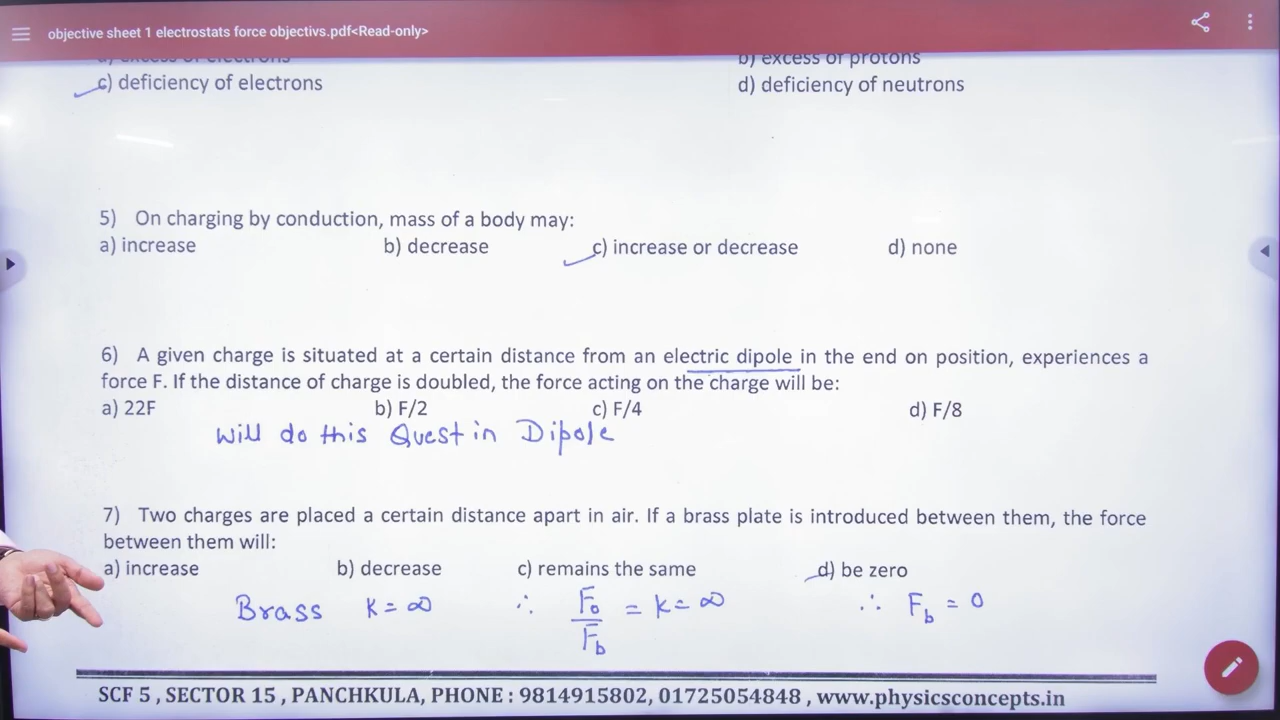 objective sheet 1 electrostats force objectivs.pdf<Read-only>
a) excess of electrons b) excess of protons
c) deficiency of electrons d) deficiency of neutrons
5) On charging by conduction, mass of a body may:
a) increase b) decrease c) increase or decrease d) none
6) A given charge is situated at a certain distance from an electric dipole in the end on position, experiences a
force F. If the distance of charge is doubled, the force acting on the charge will be:
a) 22F b) F/2 c) F/4 d) F/8
Will do this Quest in Dipole
7) Two charges are placed a certain distance apart in air. If a brass plate is introduced between them, the force
between them will:
a) increase b) decrease c) remains the same d) be zero
Brass K = ∞ ∴ F₀/F_b = K = ∞ ∴ F_b = 0
SCF 5 , SECTOR 15 , PANCHKULA, PHONE : 9814915802, 01725054848 , www.physicsconcepts.in